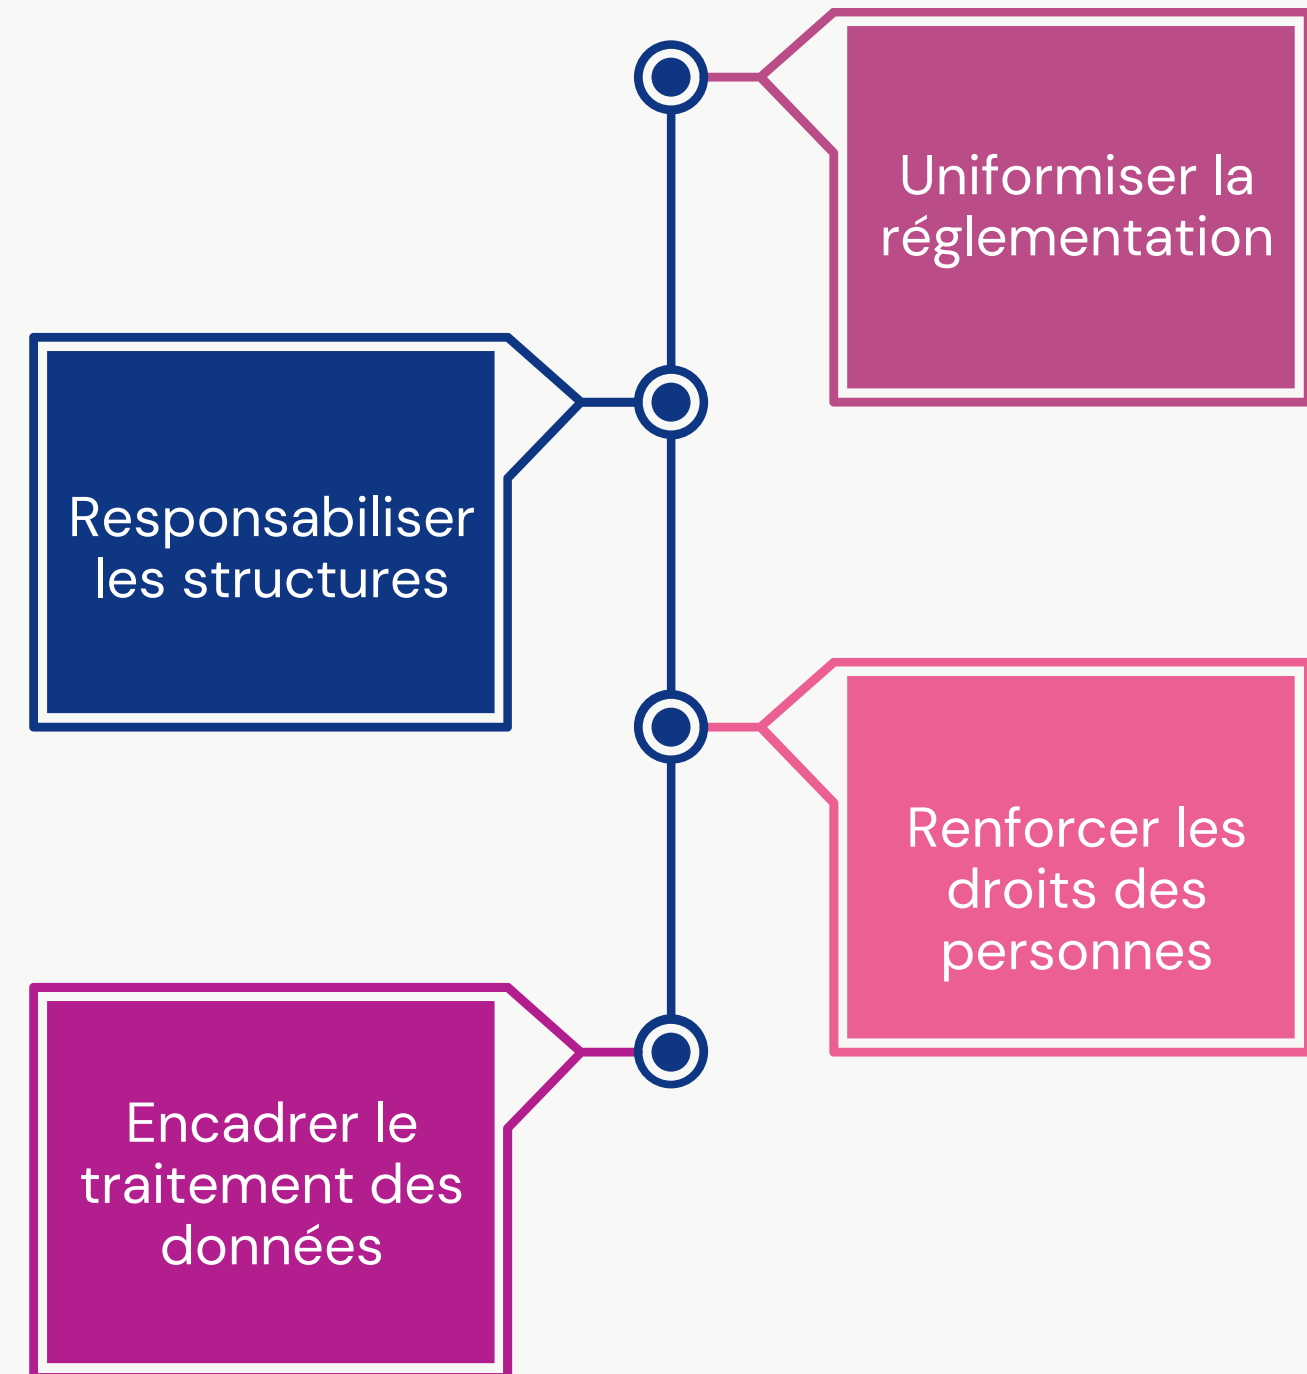 Uniformiser la
réglementation
Responsabiliser
les structures
Renforcer les
droits des
personnes
Encadrer le
traitement des
données